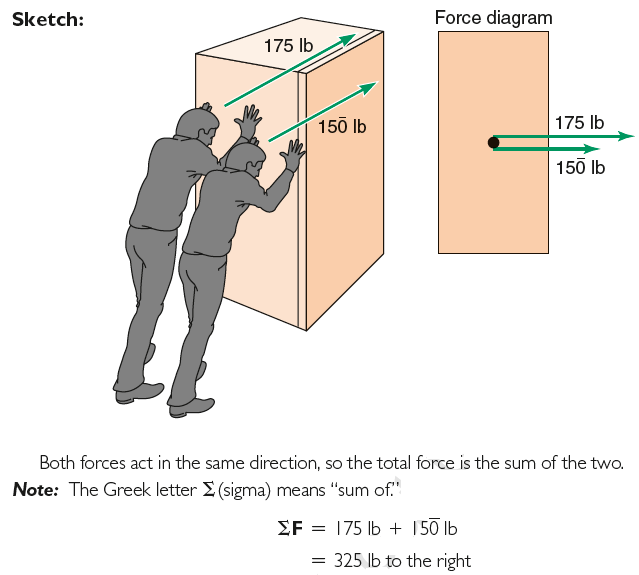 Sketch:
Force diagram
175 lb
150̅ lb
175 lb
150̅ lb
Both forces act in the same direction, so the total force is the sum of the two.
Note: The Greek letter Σ (sigma) means “sum of.”
ΣF = 175 lb + 150̅ lb
= 325 lb to the right